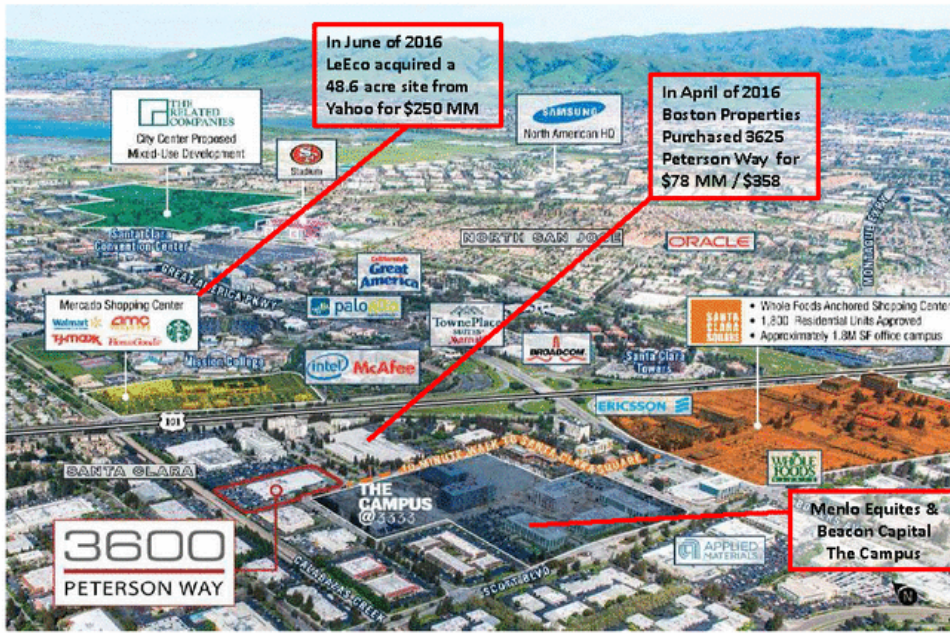 In June of 2016
LeEco acquired a
48.6 acre site from
Yahoo for $250 MM
In April of 2016
Boston Properties
Purchased 3625
Peterson Way for
$78 MM / $358
THE
RELATED
COMPANIES
City Center Proposed
Mixed-Use Development
49ers
Stadium
SAMSUNG
North American HQ
Santa Clara
Convention Center
NORTH SAN JOSE
ORACLE
MONTAGUE EXPWY
GREAT AMERICA PKWY
California's
Great
America
Mercado Shopping Center
Walmart
AMC
T.J.maxx
HomeGoods
paloalto
TownePlace
SUITES
Marriott
BROADCOM
SANTA
CLARA
SQUARE
• Whole Foods Anchored Shopping Center
• 1,800 Residential Units Approved
• Approximately 1.8M SF office campus
Mission College
intel McAfee
Santa Clara
Towers
ERICSSON
101
SANTA CLARA
10 MINUTE WALK TO SANTA CLARA SQUARE
WHOLE
FOODS
THE
CAMPUS
@3333
Menlo Equites &
Beacon Capital
The Campus
3600
PETERSON WAY
APPLIED
MATERIALS
CALABAZAS CREEK
SCOTT BLVD
N